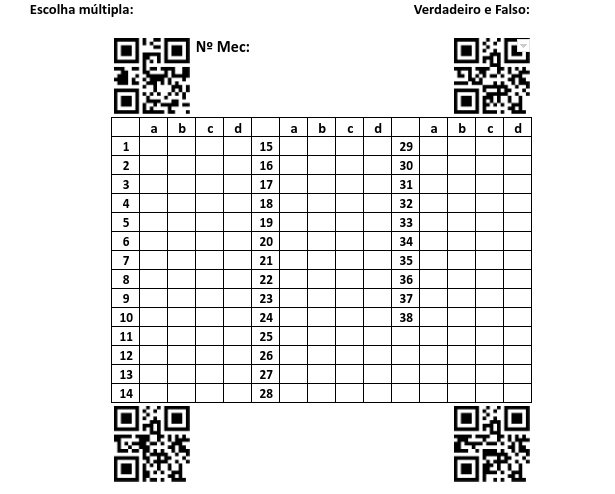 Escolha múltipla: Verdadeiro e Falso:
Nº Mec:
a b c d a b c d a b c d
1 15 29
2 16 30
3 17 31
4 18 32
5 19 33
6 20 34
7 21 35
8 22 36
9 23 37
10 24 38
11 25
12 26
13 27
14 28